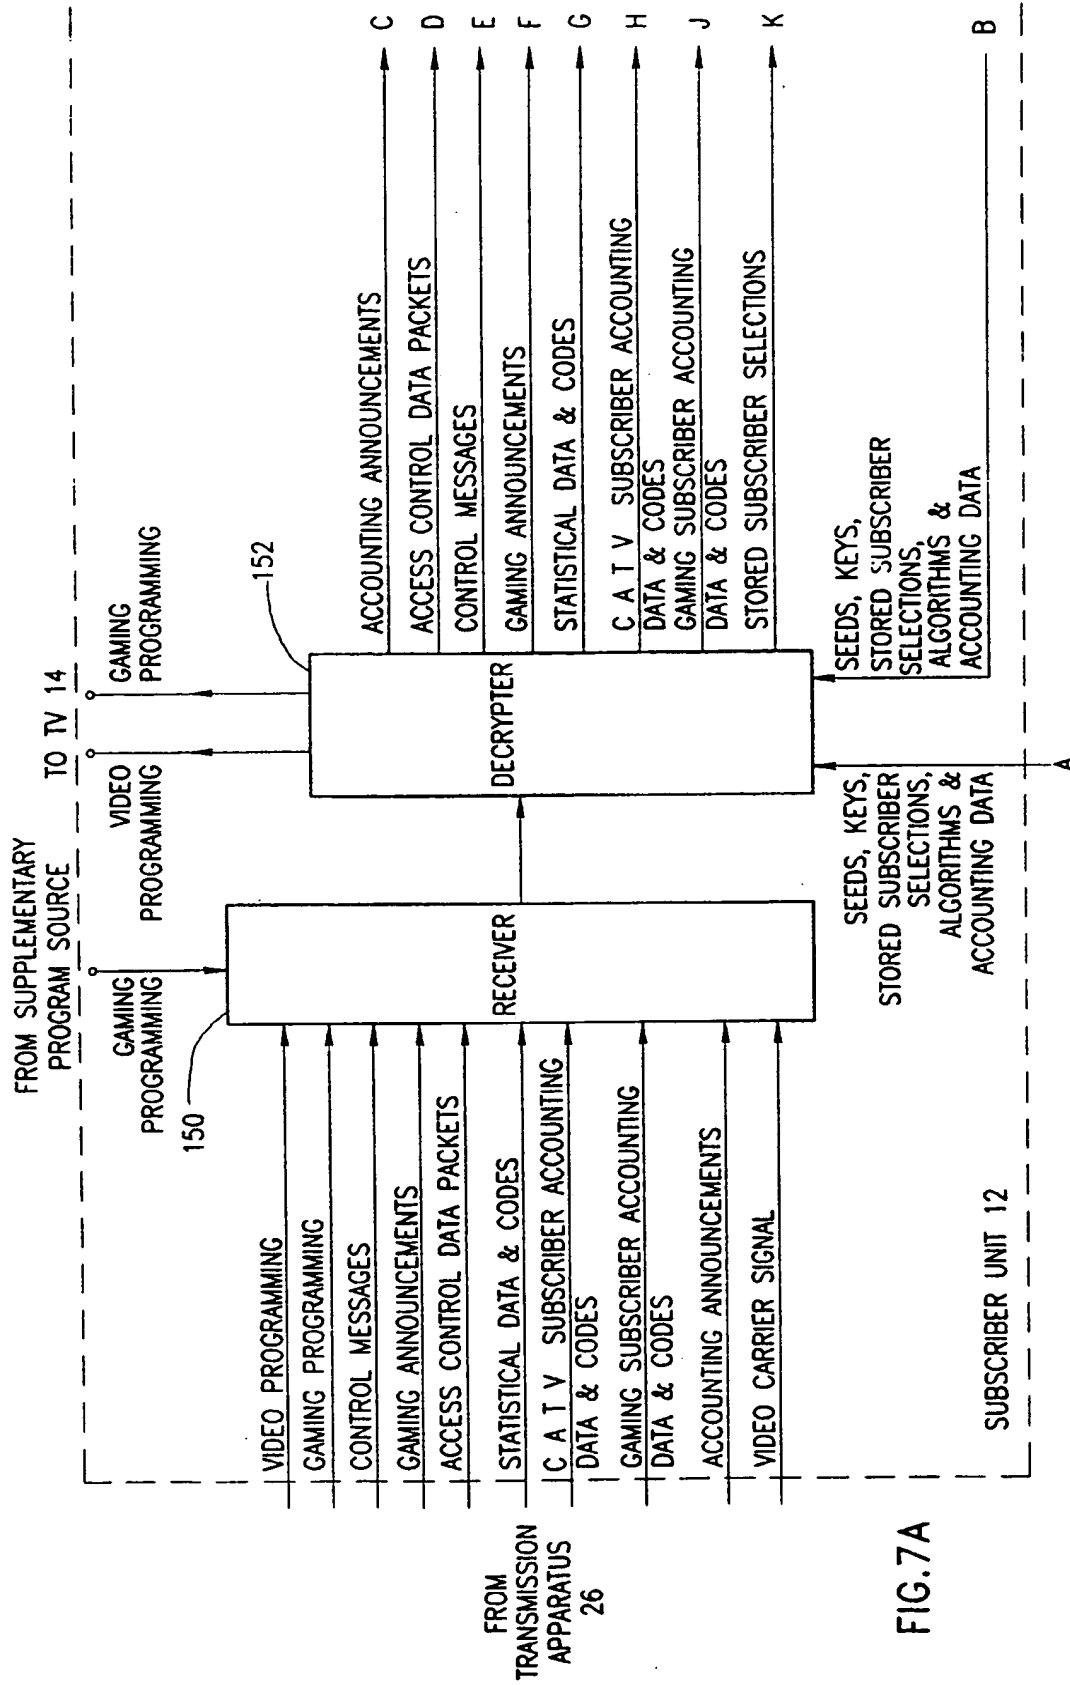 FROM SUPPLEMENTARY
PROGRAM SOURCE
TO TV 14
GAMING
PROGRAMMING
VIDEO
PROGRAMMING
GAMING
PROGRAMMING
150
152
RECEIVER
DECRYPTER
FROM
TRANSMISSION
APPARATUS
26
VIDEO PROGRAMMING
GAMING PROGRAMMING
CONTROL MESSAGES
GAMING ANNOUNCEMENTS
ACCESS CONTROL DATA PACKETS
STATISTICAL DATA & CODES
C A T V SUBSCRIBER ACCOUNTING
DATA & CODES
GAMING SUBSCRIBER ACCOUNTING
DATA & CODES
ACCOUNTING ANNOUNCEMENTS
VIDEO CARRIER SIGNAL
ACCOUNTING ANNOUNCEMENTS
C
ACCESS CONTROL DATA PACKETS
D
CONTROL MESSAGES
E
GAMING ANNOUNCEMENTS
F
STATISTICAL DATA & CODES
G
C A T V SUBSCRIBER ACCOUNTING
DATA & CODES
H
GAMING SUBSCRIBER ACCOUNTING
DATA & CODES
J
STORED SUBSCRIBER SELECTIONS
K
SEEDS, KEYS,
STORED SUBSCRIBER
SELECTIONS,
ALGORITHMS &
ACCOUNTING DATA
A
SEEDS, KEYS,
STORED SUBSCRIBER
SELECTIONS,
ALGORITHMS &
ACCOUNTING DATA
B
SUBSCRIBER UNIT 12
FIG.7A